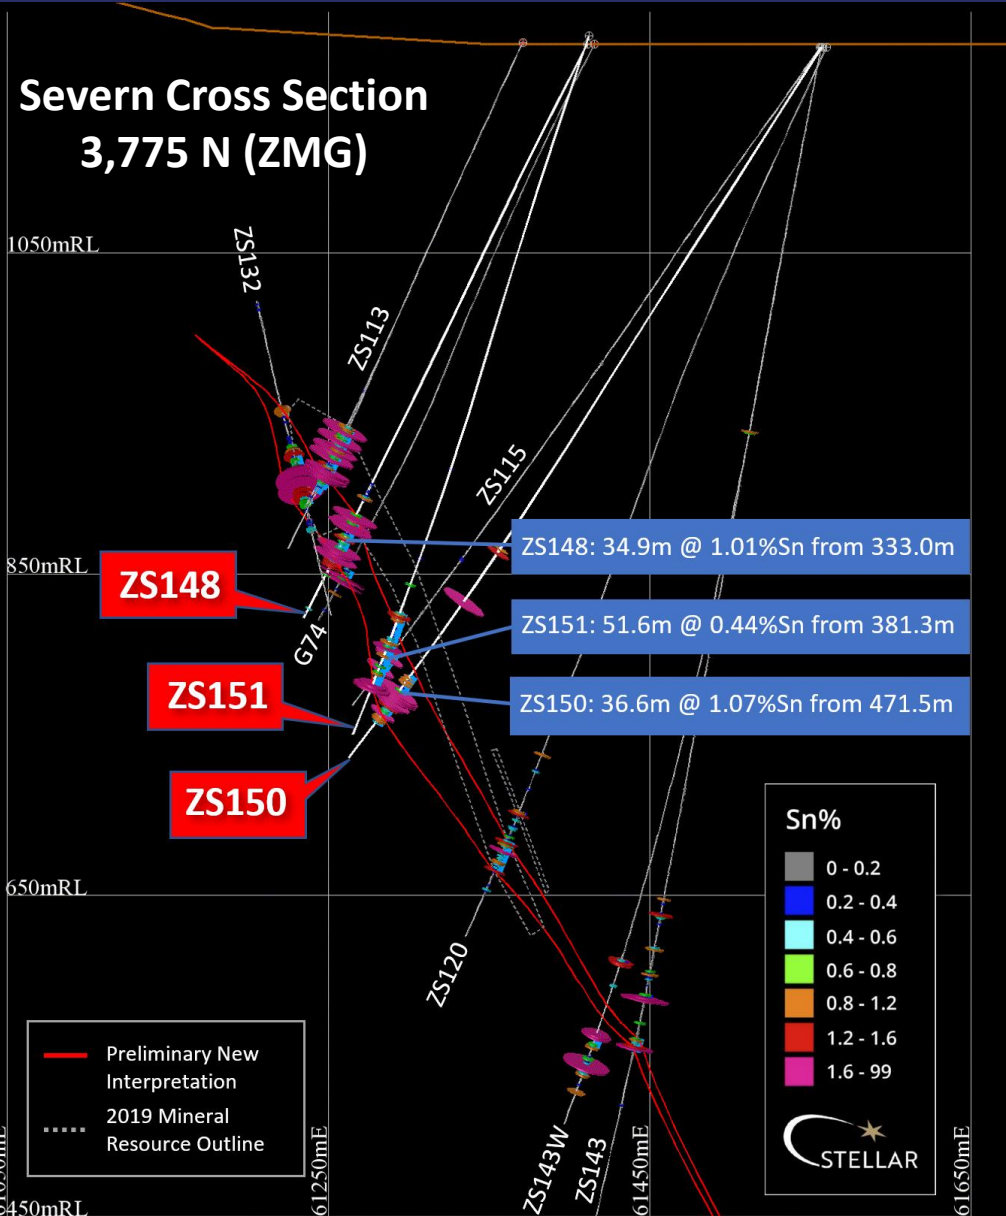 Severn Cross Section
3,775 N (ZMG)
1050mRL
ZS132
ZS113
ZS115
ZS148: 34.9m @ 1.01%Sn from 333.0m
850mRL
ZS148
G74
ZS151: 51.6m @ 0.44%Sn from 381.3m
ZS151
ZS150: 36.6m @ 1.07%Sn from 471.5m
ZS150
650mRL
ZS120
Sn%
0 - 0.2
0.2 - 0.4
0.4 - 0.6
0.6 - 0.8
0.8 - 1.2
1.2 - 1.6
1.6 - 99
STELLAR
Preliminary New
Interpretation
2019 Mineral
Resource Outline
ZS143W
ZS143
61250mE
61450mE
61650mE
450mRL